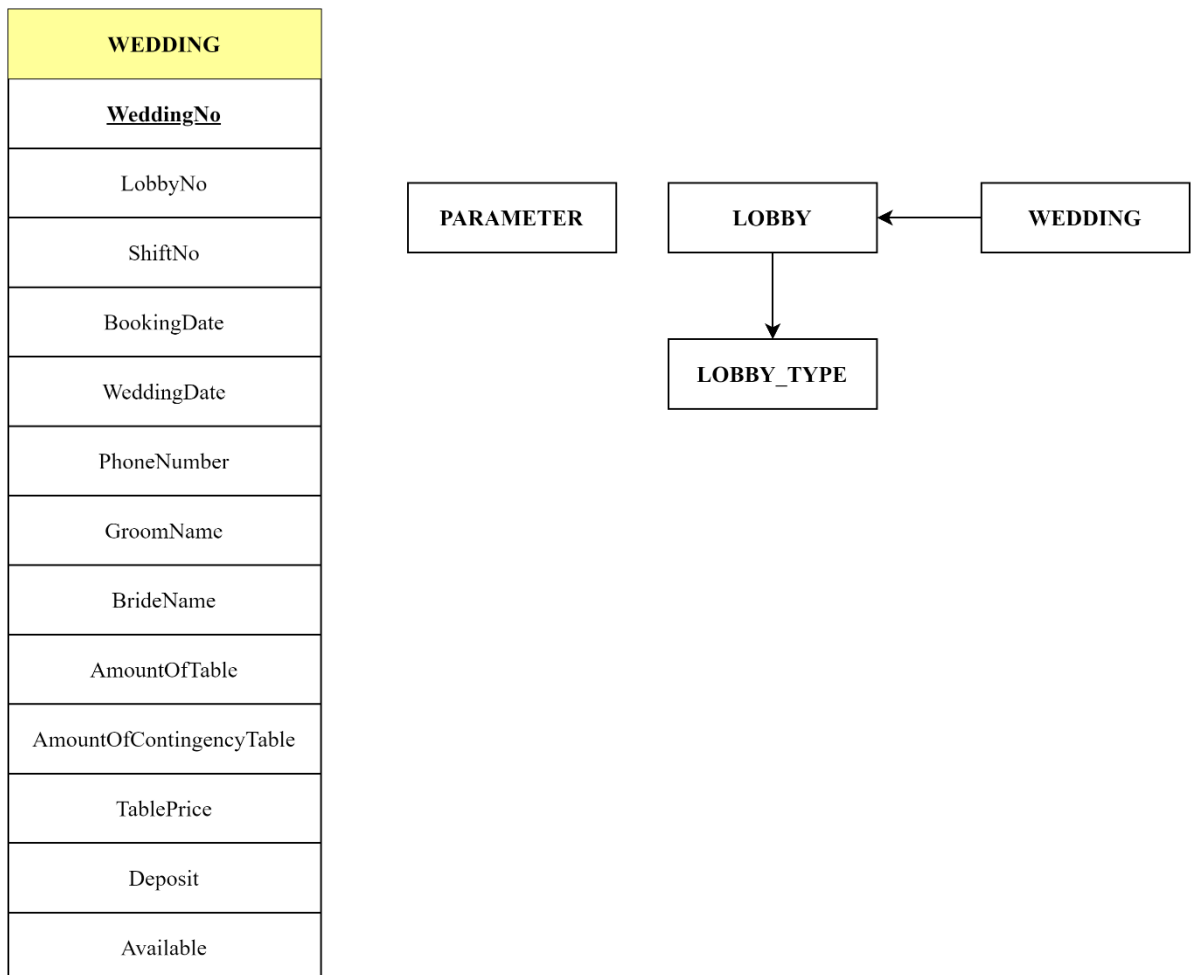 WEDDING
WeddingNo
LobbyNo
ShiftNo
BookingDate
WeddingDate
PhoneNumber
GroomName
BrideName
AmountOfTable
AmountOfContingencyTable
TablePrice
Deposit
Available
PARAMETER
LOBBY
WEDDING
LOBBY_TYPE